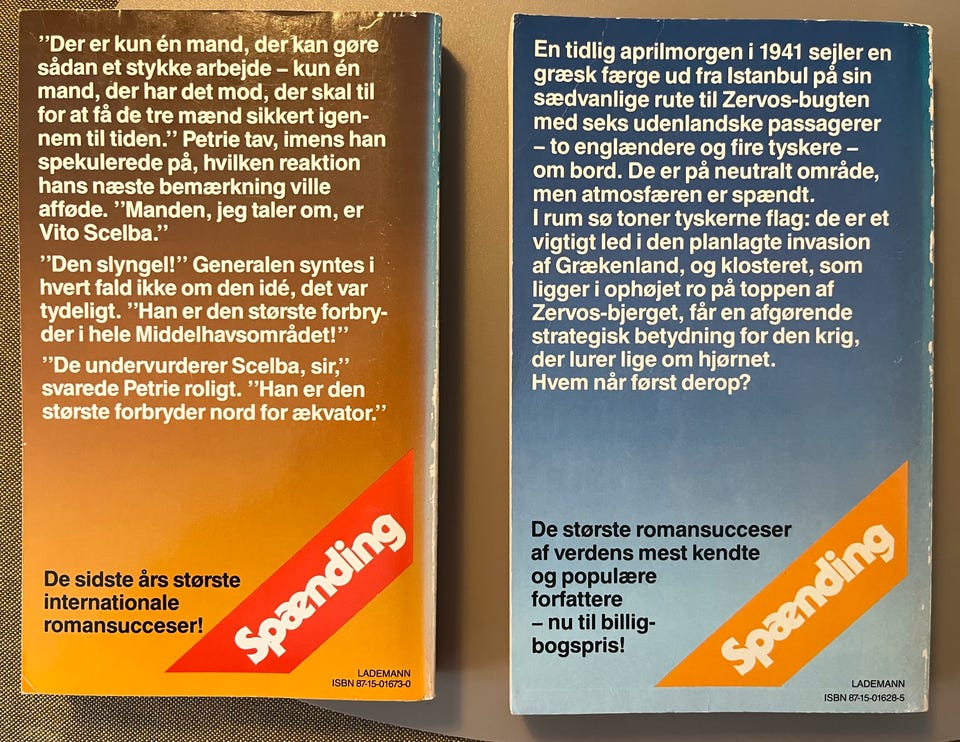 ”Der er kun én mand, der kan gøre
sådan et stykke arbejde – kun én
mand, der har det mod, der skal til
for at få de tre mænd sikkert igen-
nem til tiden.” Petrie tav, imens han
spekulerede på, hvilken reaktion
hans næste bemærkning ville
afføde. ”Manden, jeg taler om, er
Vito Scelba.”
”Den slyngel!” Generalen syntes i
hvert fald ikke om den idé, det var
tydeligt. ”Han er den største forbry-
der i hele Middelhavsområdet!”
”De undervurderer Scelba, sir,”
svarede Petrie roligt. ”Han er den
største forbryder nord for ækvator.”
De sidste års største
internationale
romansucceser!
Spænding
LADEMANN
ISBN 87-15-01673-0
En tidlig aprilmorgen i 1941 sejler en
græsk færge ud fra Istanbul på sin
sædvanlige rute til Zervos-bugten
med seks udenlandske passagerer
– to englændere og fire tyskere –
om bord. De er på neutralt område,
men atmosfæren er spændt.
I rum sø toner tyskerne flag: de er et
vigtigt led i den planlagte invasion
af Grækenland, og klosteret, som
ligger i ophøjet ro på toppen af
Zervos-bjerget, får en afgørende
strategisk betydning for den krig,
der lurer lige om hjørnet.
Hvem når først derop?
De største romansucceser
af verdens mest kendte
og populære
forfattere
– nu til billig-
bogspris!
Spænding
LADEMANN
ISBN 87-15-01628-5